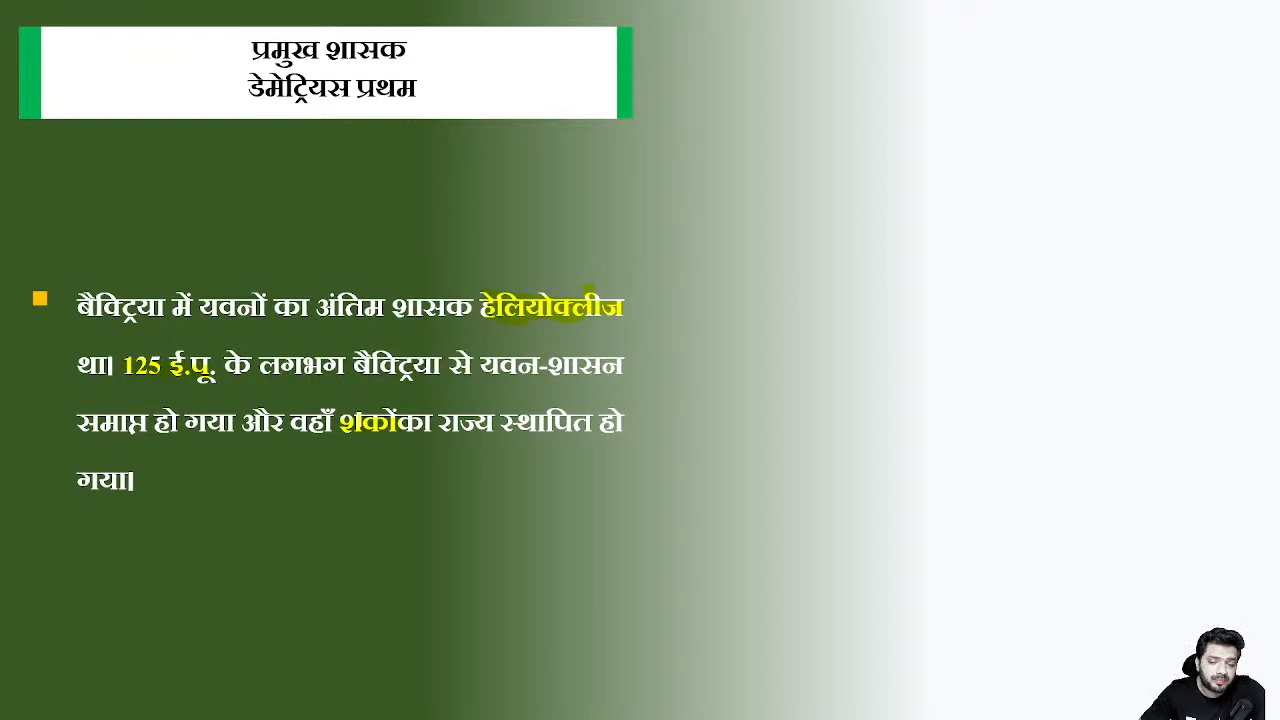 प्रमुख शासक
डेमेट्रियस प्रथम
बैक्ट्रिया में यवनों का अंतिम शासक हेलियोक्लीज
था। 125 ई.पू. के लगभग बैक्ट्रिया से यवन-शासन
समाप्त हो गया और वहाँ शकोंका राज्य स्थापित हो
गया।